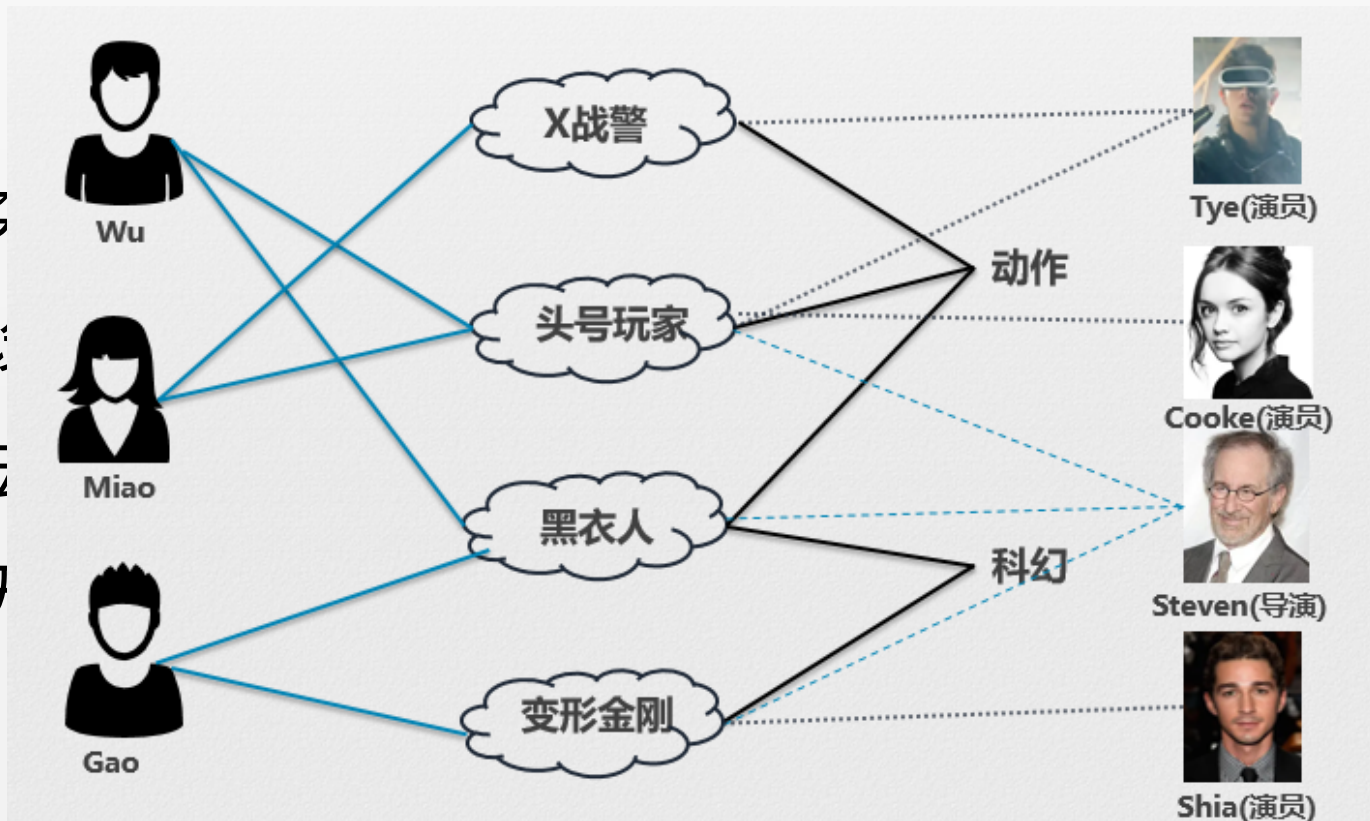 Wu
Miao
Gao
X战警
头号玩家
黑衣人
变形金刚
动作
科幻
Tye(演员)
Cooke(演员)
Steven(导演)
Shia(演员)